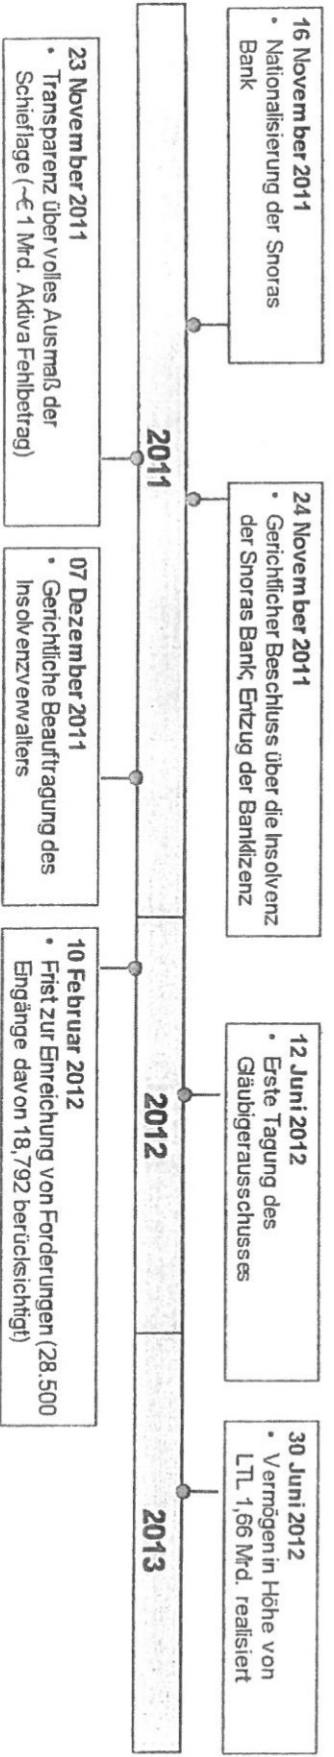 16 November 2011
• Nationalisierung der Snoras
Bank
24 November 2011
• Gerichtlicher Beschluss über die Insolvenz
der Snoras Bank; Entzug der Banklizenz
12 Juni 2012
• Erste Tagung des
Gläubigerausschusses
30 Juni 2012
• Vermögen in Höhe von
LTL 1,66 Mrd. realisiert
2011
2012
2013
23 November 2011
• Transparenz über volles Ausmaß der
Schieflage (~€1 Mrd. Aktiva Fehlbetrag)
07 Dezember 2011
• Gerichtliche Beauftragung des
Insolvenzverwalters
10 Februar 2012
• Frist zur Einreichung von Forderungen (28.500
Eingänge davon 18,792 berücksichtigt)